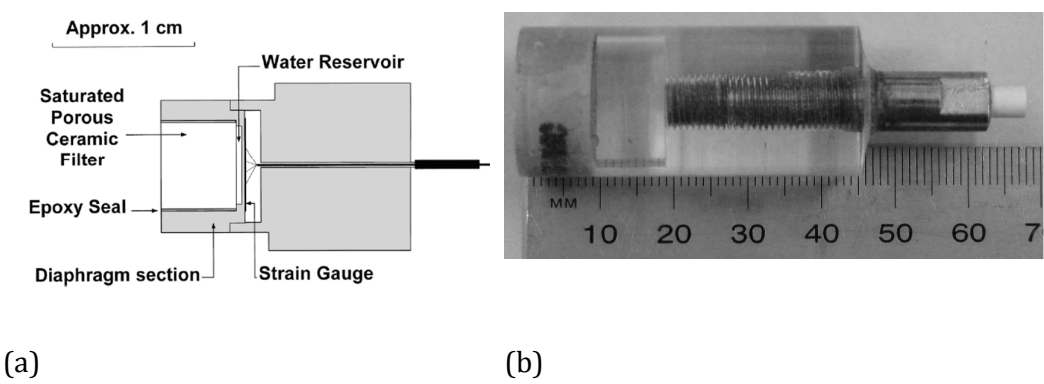 Approx. 1 cm
Water Reservoir
Saturated
Porous
Ceramic
Filter
Epoxy Seal
Diaphragm section
Strain Gauge
MM
10 20 30 40 50 60 7
(a) (b)